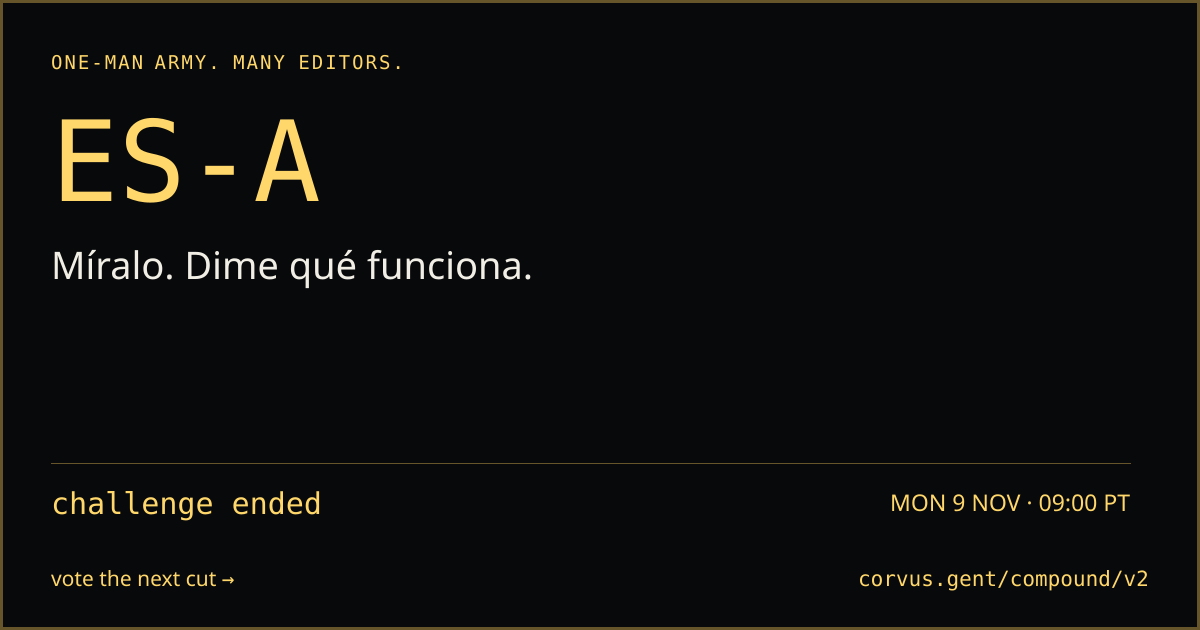 ONE-MAN ARMY. MANY EDITORS.
ES-A
Míralo. Dime qué funciona.
challenge ended
MON 9 NOV · 09:00 PT
vote the next cut →
corvus.gent/compound/v2